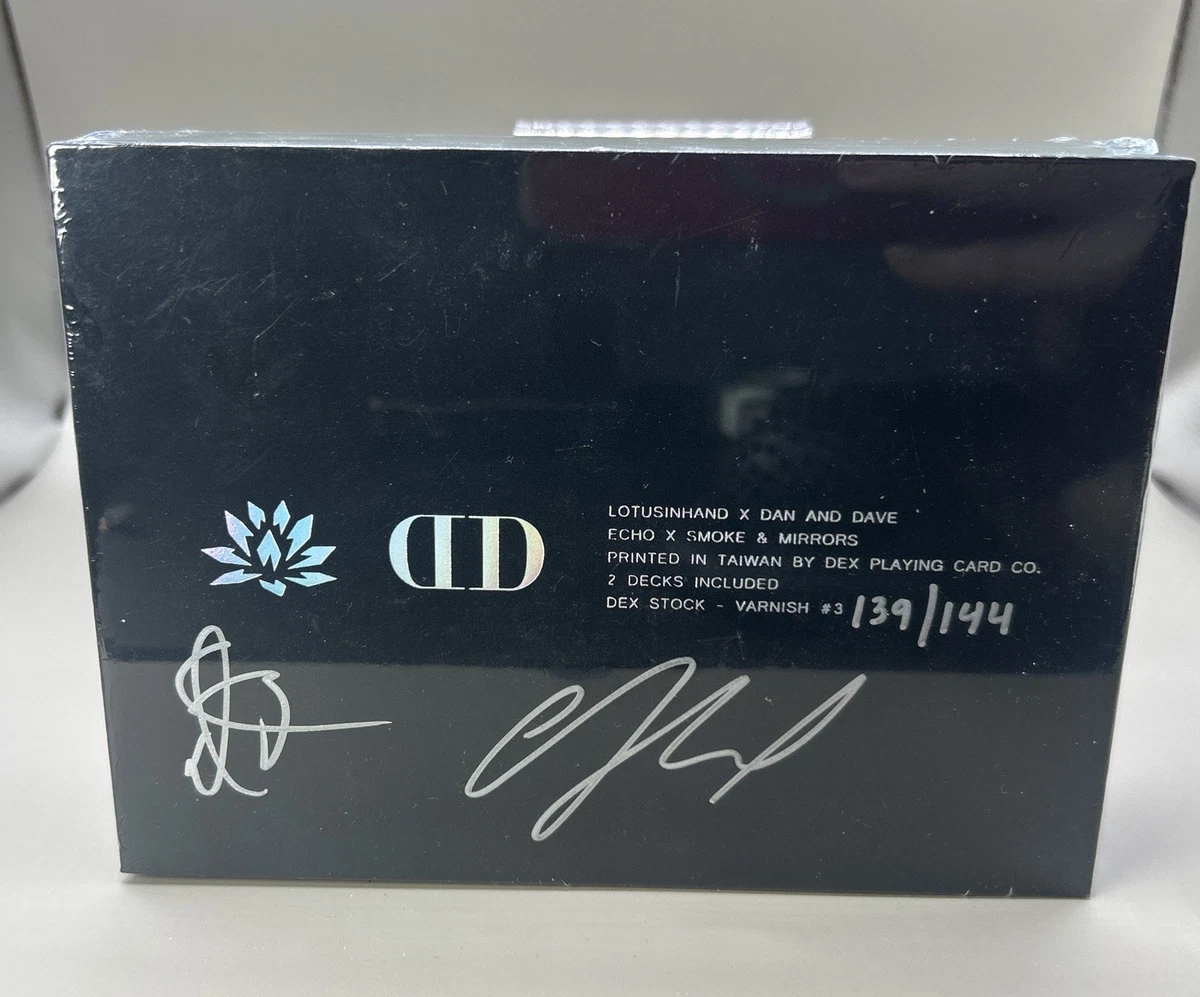 DD
LOTUSINHAND X DAN AND DAVE
ECHO X SMOKE & MIRRORS
PRINTED IN TAIWAN BY DEX PLAYING CARD CO.
2 DECKS INCLUDED
DEX STOCK - VARNISH #3 139/144